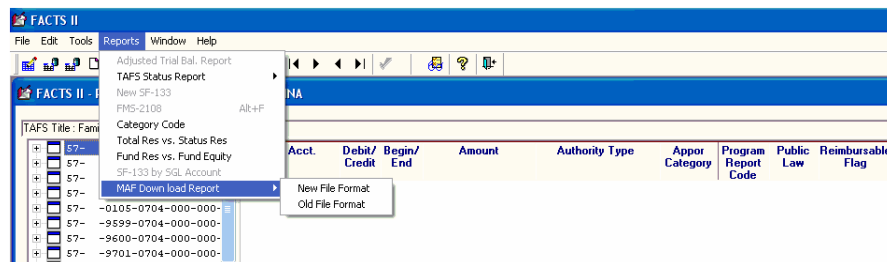 FACTS II
File Edit Tools Reports Window Help
Adjusted Trial Bal. Report
TAFS Status Report
New SF-133
FMS-2108 Alt+F
Category Code
Total Res vs. Status Res
Fund Res vs. Fund Equity
SF-133 by SGL Account
MAF Down load Report
New File Format
Old File Format
FACTS II - NA
TAFS Title : Fami
Acct. Debit/ Credit Begin/ End Amount Authority Type Appor Category Program Report Code Public Law Reimbursable Flag
57-
57-
57-
57-
57- -0105-0704-000-000-
57- -9599-0704-000-000-
57- -9600-0704-000-000-
57- -9701-0704-000-000-